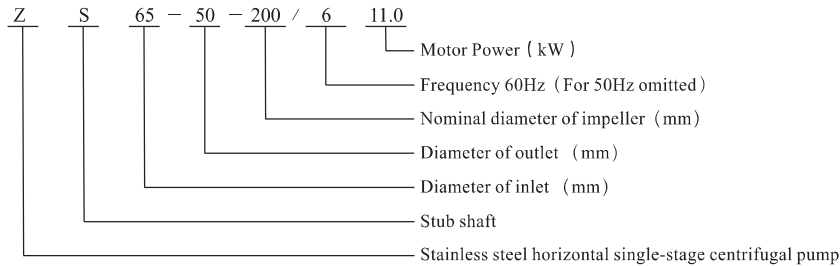 Z S 65 - 50 - 200 / 6 11.0
Motor Power ( kW )
Frequency 60Hz ( For 50Hz omitted )
Nominal diameter of impeller ( mm )
Diameter of outlet ( mm )
Diameter of inlet ( mm )
Stub shaft
Stainless steel horizontal single-stage centrifugal pump